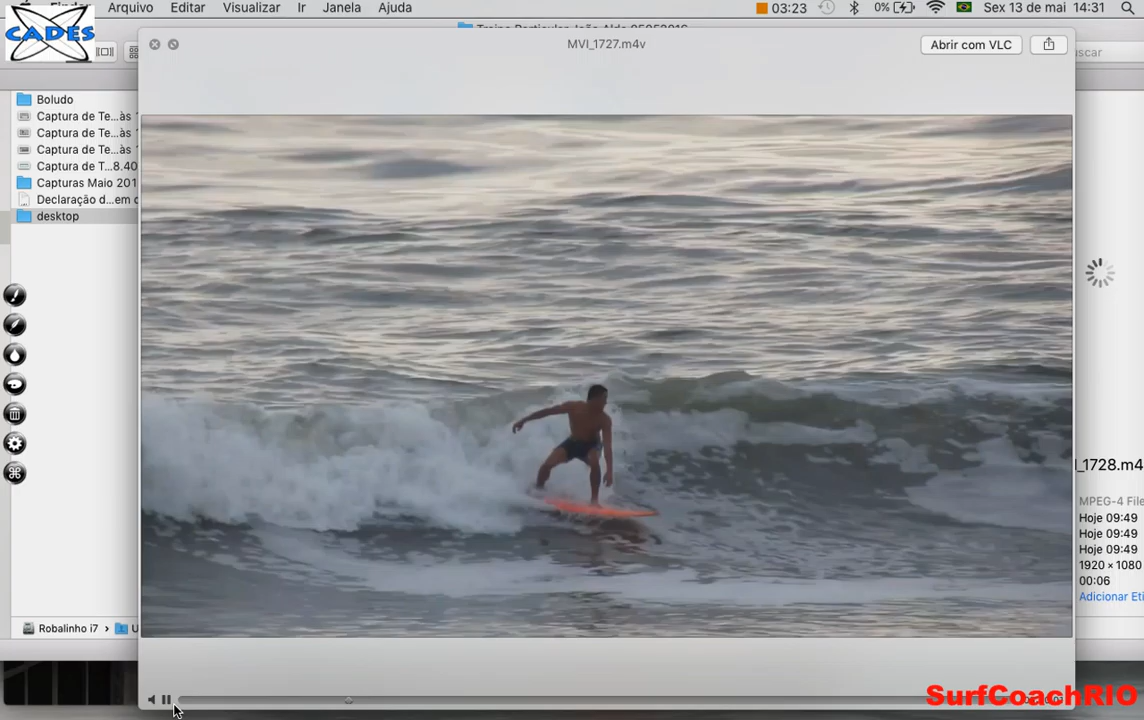 Arquivo Editar Visualizar Ir Janela Ajuda 03:23 0% Sex 13 de mai 14:31
CADES
MVI_1727.m4v
Abrir com VLC
Boludo
Captura de Te...às
Captura de Te...às
Captura de Te...às
Captura de T...8.40
Capturas Maio 201
Declaração d...em
desktop
_1728.m4
MPEG-4 File
Hoje 09:49
Hoje 09:49
Hoje 09:49
1920 × 1080
00:06
Adicionar Eti
Robalinho i7 › U
SurfCoachRIO